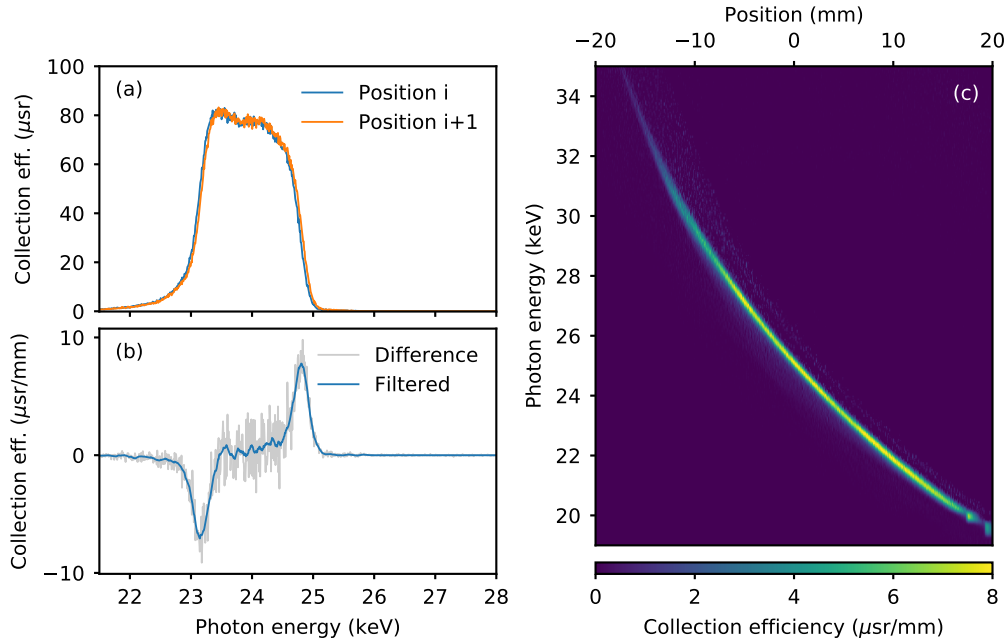 (a)
Position i
Position i+1
Collection eff. (μsr)
100
80
60
40
20
0
(b)
Difference
Filtered
Collection eff. (μsr/mm)
10
0
−10
22 23 24 25 26 27 28
Photon energy (keV)
Position (mm)
−20 −10 0 10 20
(c)
Photon energy (keV)
34
32
30
28
26
24
22
20
0 2 4 6 8
Collection efficiency (μsr/mm)